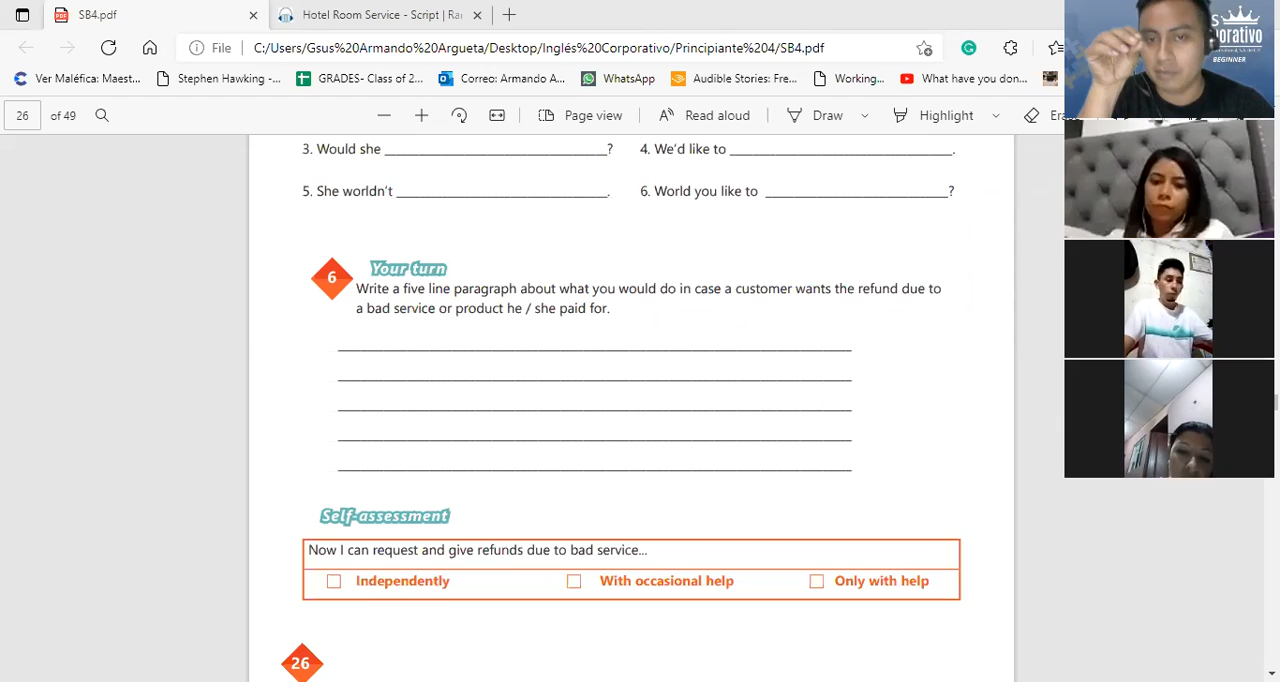 SB4.pdf
Hotel Room Service - Script | Ra
File C:/Users/Gsus%20Armando%20Argueta/Desktop/Inglés%20Corporativo/Principiante%204/SB4.pdf
Ver Maléfica: Maest... Stephen Hawking -... GRADES- Class of 2... Correo: Armando A... WhatsApp Audible Stories: Fre... Working... What have you don...
26 of 49 Page view Read aloud Draw Highlight
S
orativo
BEGINNER
3. Would she ______________________________? 4. We'd like to ______________________________.
5. She worldn't ______________________________. 6. World you like to __________________________?
6 Your turn
Write a five line paragraph about what you would do in case a customer wants the refund due to
a bad service or product he / she paid for.
Self-assessment
Now I can request and give refunds due to bad service...
Independently With occasional help Only with help
26